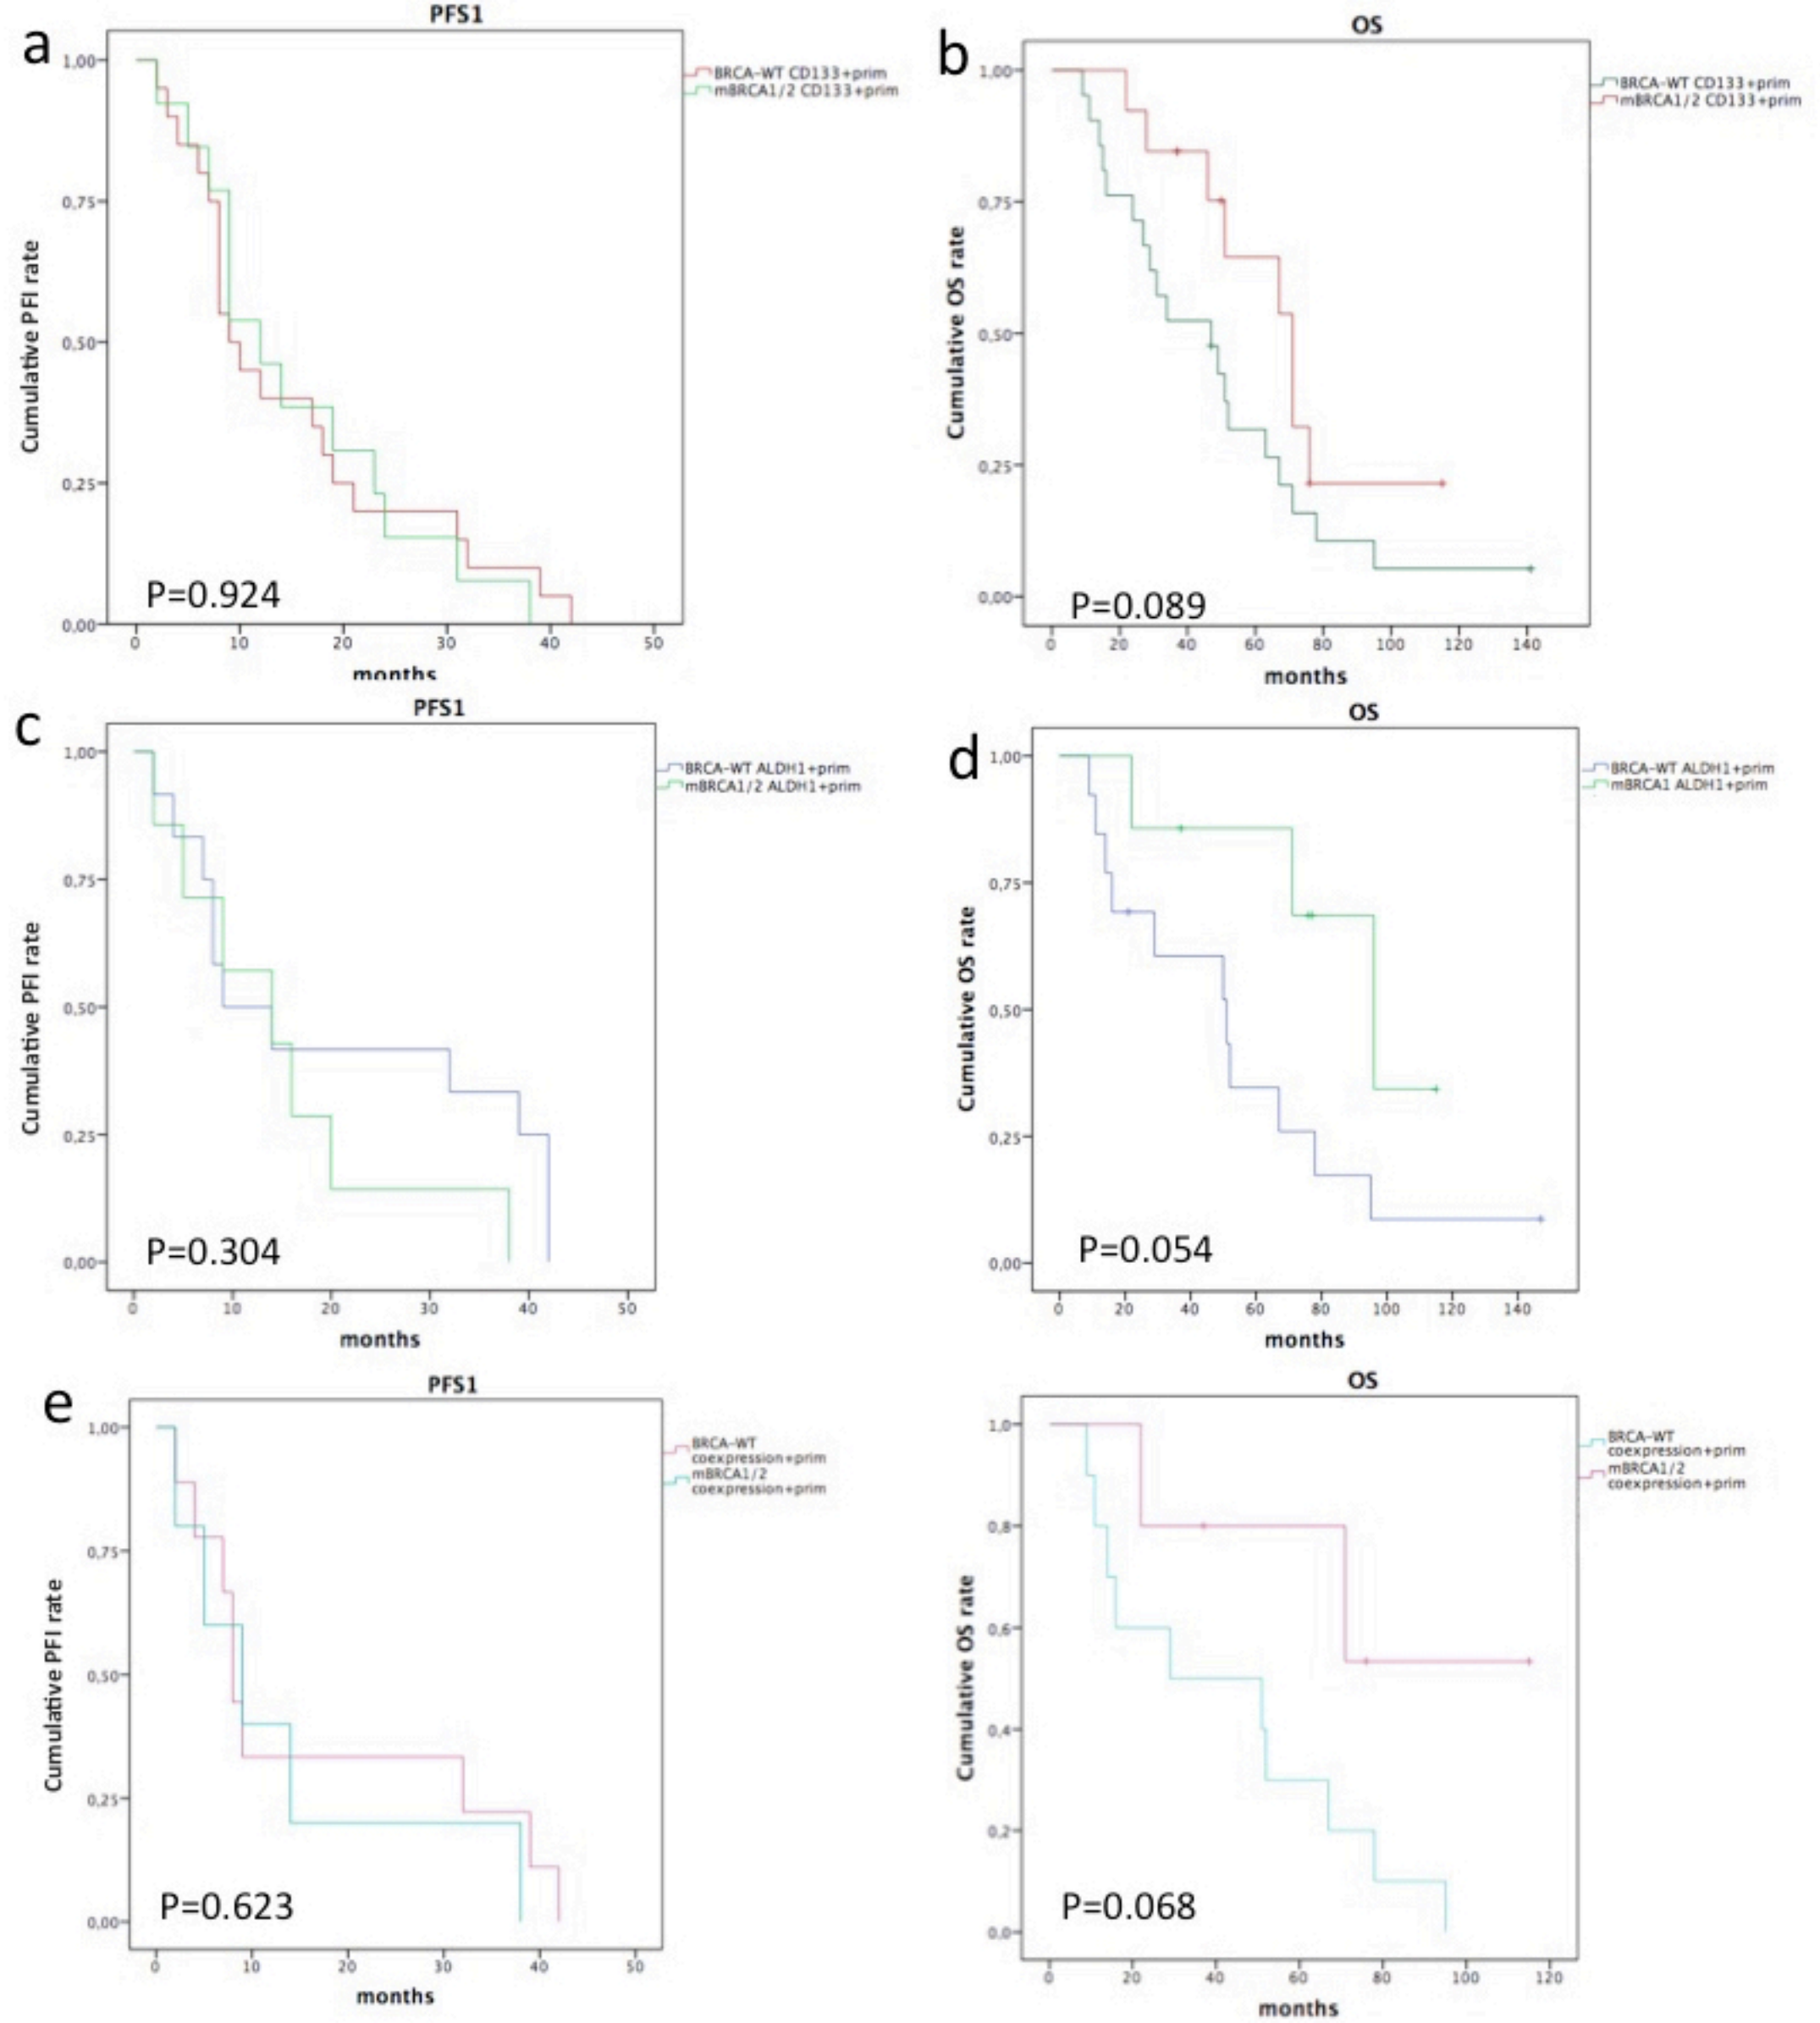 a
PFS1
Cumulative PFI rate
1,00
0,75
0,50
0,25
0,00
0 10 20 30 40 50
months
BRCA-WT CD133+prim
mBRCA1/2 CD133+prim
P=0.924
b
OS
Cumulative OS rate
1,00
0,75
0,50
0,25
0,00
0 20 40 60 80 100 120 140
months
BRCA-WT CD133+prim
mBRCA1/2 CD133+prim
P=0.089
c
PFS1
Cumulative PFI rate
1,00
0,75
0,50
0,25
0,00
0 10 20 30 40 50
months
BRCA-WT ALDH1+prim
mBRCA1/2 ALDH1+prim
P=0.304
d
OS
Cumulative OS rate
1,00
0,75
0,50
0,25
0,00
0 20 40 60 80 100 120 140
months
BRCA-WT ALDH1+prim
mBRCA1 ALDH1+prim
P=0.054
e
PFS1
Cumulative PFI rate
1,00
0,75
0,50
0,25
0,00
0 10 20 30 40 50
months
BRCA-WT
coexpression+prim
mBRCA1/2
coexpression+prim
P=0.623
OS
Cumulative OS rate
1,0
0,8
0,6
0,4
0,2
0,0
0 20 40 60 80 100 120
months
BRCA-WT
coexpression+prim
mBRCA1/2
coexpression+prim
P=0.068